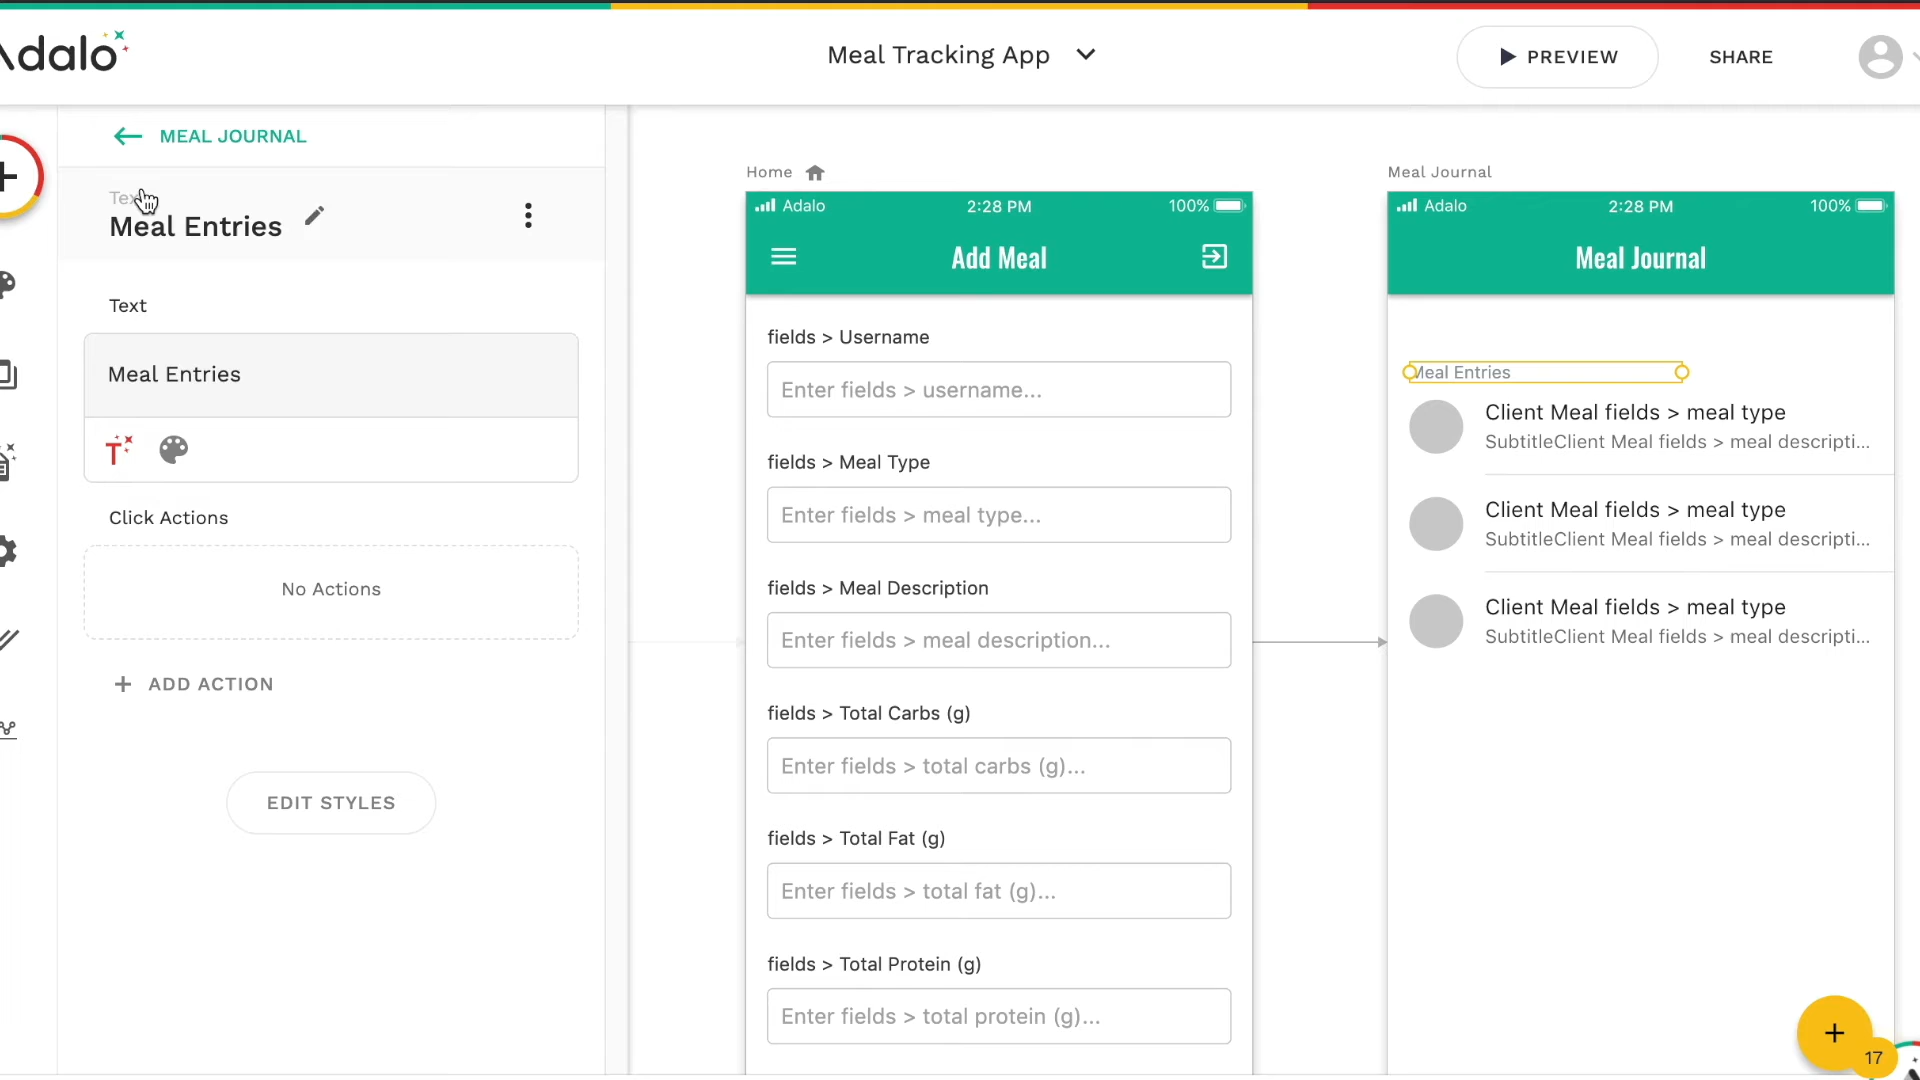 Adalo
Meal Tracking App
PREVIEW
SHARE
MEAL JOURNAL
Text
Meal Entries
Text
Meal Entries
Click Actions
No Actions
ADD ACTION
EDIT STYLES
Home
Adalo 2:28 PM 100%
Add Meal
fields > Username
Enter fields > username...
fields > Meal Type
Enter fields > meal type...
fields > Meal Description
Enter fields > meal description...
fields > Total Carbs (g)
Enter fields > total carbs (g)...
fields > Total Fat (g)
Enter fields > total fat (g)...
fields > Total Protein (g)
Enter fields > total protein (g)...
Meal Journal
Adalo 2:28 PM 100%
Meal Journal
Meal Entries
Client Meal fields > meal type
SubtitleClient Meal fields > meal descripti...
Client Meal fields > meal type
SubtitleClient Meal fields > meal descripti...
Client Meal fields > meal type
SubtitleClient Meal fields > meal descripti...
17